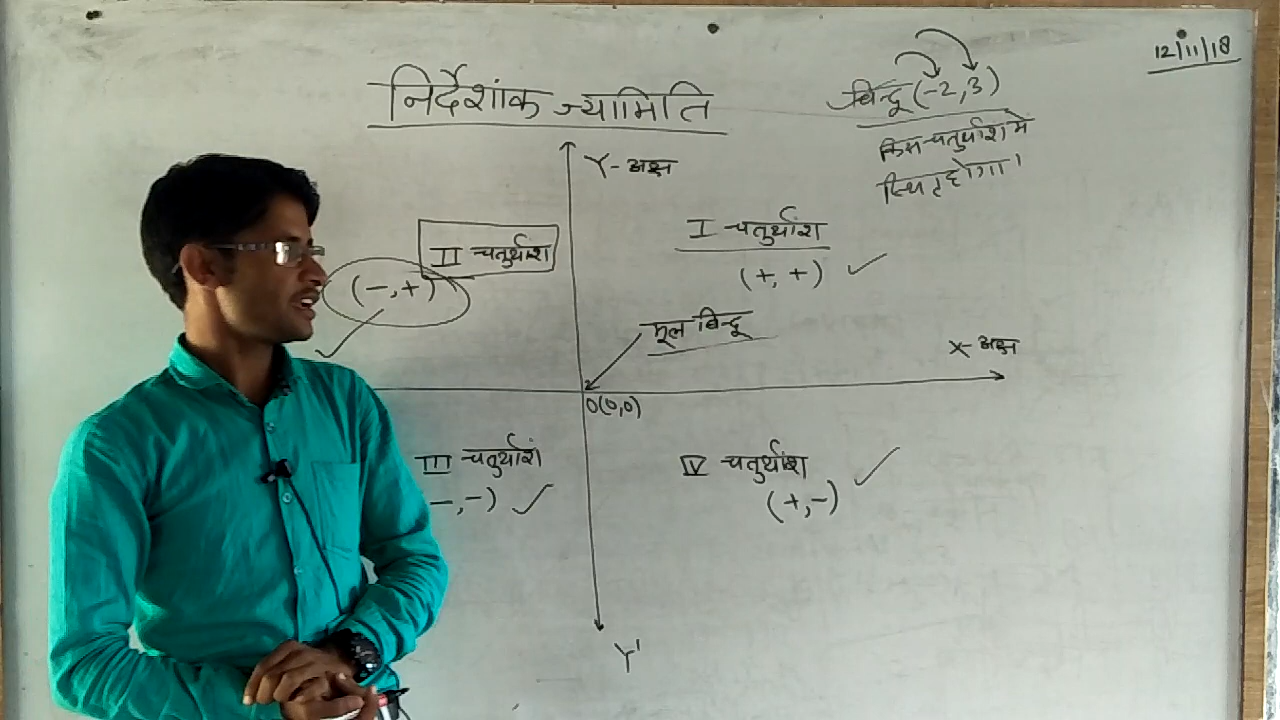 12/11/18
निर्देशांक ज्यामिति
बिन्दू (-2,3)
किस चतुर्थांश मे
स्थित होगा।
Y-अक्ष
I चतुर्थांश
(+, +)
II चतुर्थांश
(-,+)
मूल बिन्दू
X-अक्ष
O(0,0)
III चतुर्थांश
-,-)
IV चतुर्थांश
(+,-)
Y'